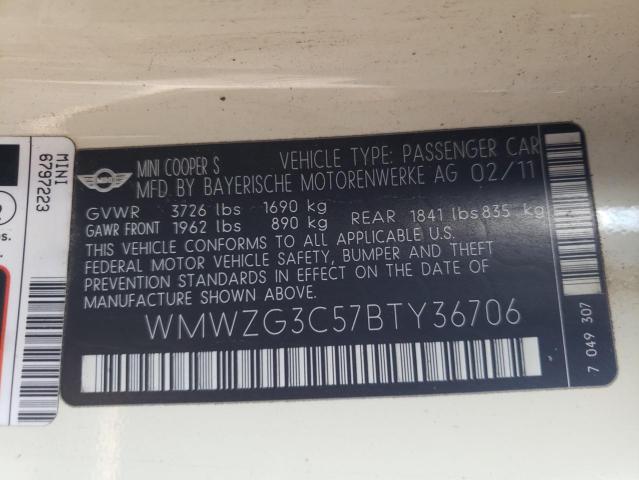 MINI COOPER S VEHICLE TYPE: PASSENGER CAR
MFD BY BAYERISCHE MOTORENWERKE AG 02/11
GVWR 3726 lbs 1690 kg
GAWR FRONT 1962 lbs 890 kg REAR 1841 lbs 835 kg
THIS VEHICLE CONFORMS TO ALL APPLICABLE U.S.
FEDERAL MOTOR VEHICLE SAFETY, BUMPER AND THEFT
PREVENTION STANDARDS IN EFFECT ON THE DATE OF
MANUFACTURE SHOWN ABOVE.
WMWZG3C57BTY36706
7 049 307
MINI
6797223